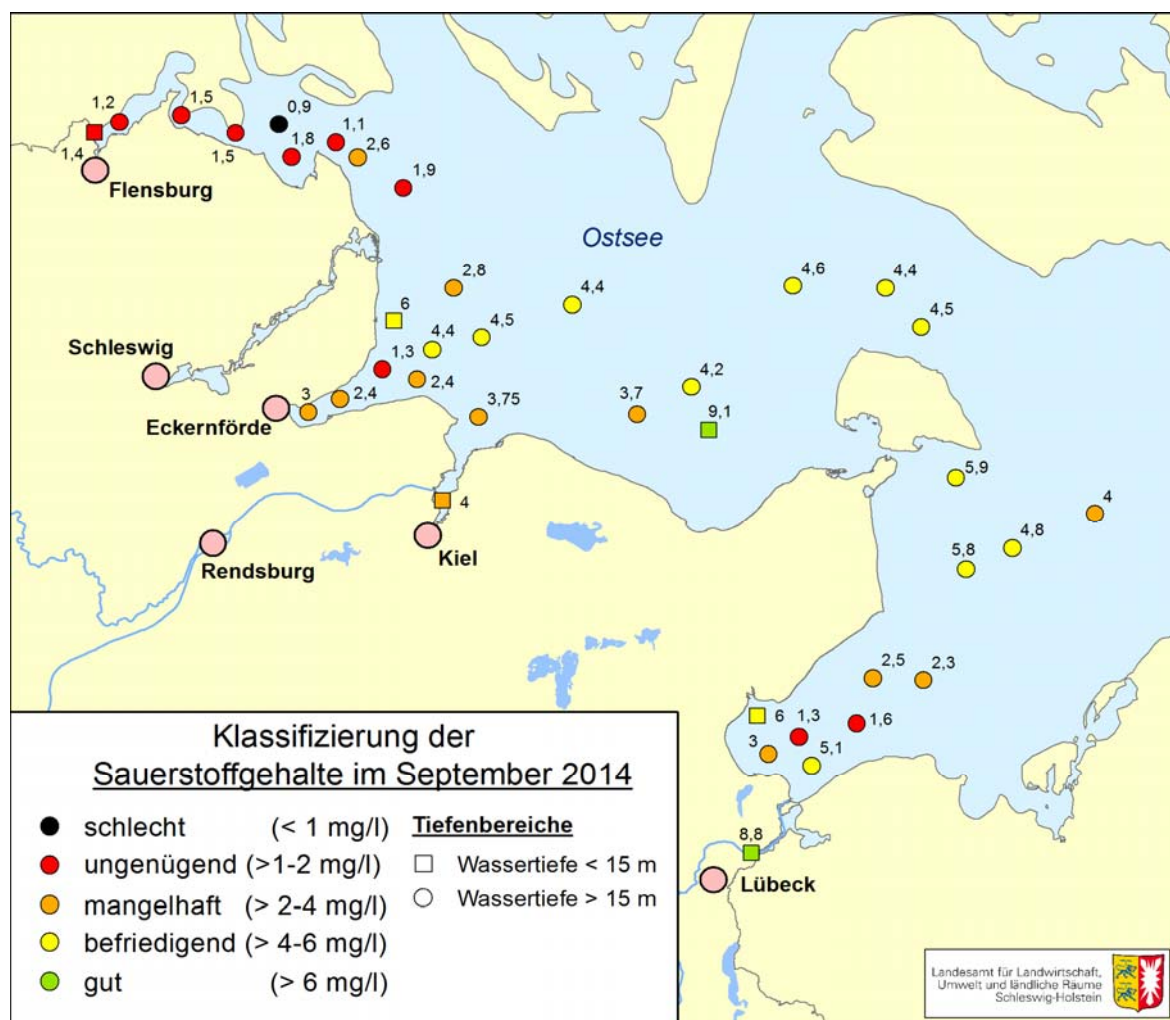 1,2
1,5
0,9
1,1
2,6
1,4
1,5
1,8
1,9
Flensburg
Ostsee
2,8
4,4
4,6
4,4
6
4,5
4,5
4,4
Schleswig
1,3
3
2,4
2,4
3,75
3,7
4,2
9,1
Eckernförde
5,9
4
4
4,8
5,8
Rendsburg
Kiel
2,5
2,3
6
1,3
1,6
3
5,1
8,8
Lübeck
Klassifizierung der
Sauerstoffgehalte im September 2014
schlecht (< 1 mg/l)
ungenügend (>1-2 mg/l)
mangelhaft (> 2-4 mg/l)
befriedigend (> 4-6 mg/l)
gut (> 6 mg/l)
Tiefenbereiche
Wassertiefe < 15 m
Wassertiefe > 15 m
Landesamt für Landwirtschaft,
Umwelt und ländliche Räume
Schleswig-Holstein